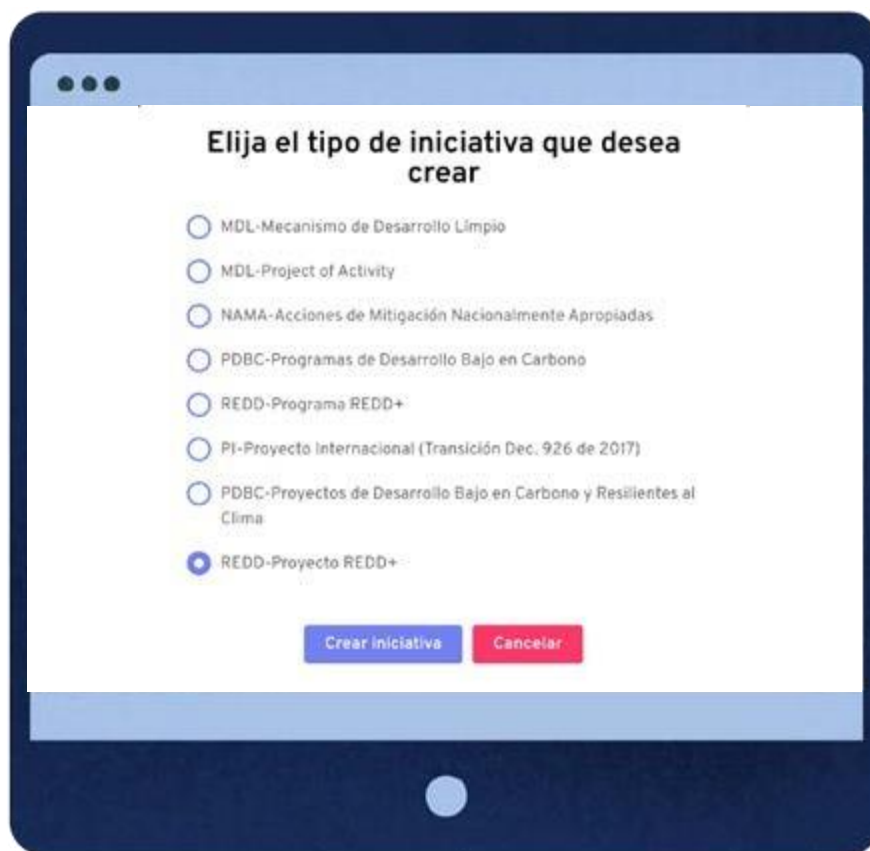 Elija el tipo de iniciativa que desea
crear
MDL-Mecanismo de Desarrollo Limpio
MDL-Project of Activity
NAMA-Acciones de Mitigación Nacionalmente Apropiadas
PDBC-Programas de Desarrollo Bajo en Carbono
REDD-Programa REDD+
PI-Proyecto Internacional (Transición Dec. 926 de 2017)
PDBC-Proyectos de Desarrollo Bajo en Carbono y Resilientes al
Clima
REDD-Proyecto REDD+
Crear iniciativa Cancelar